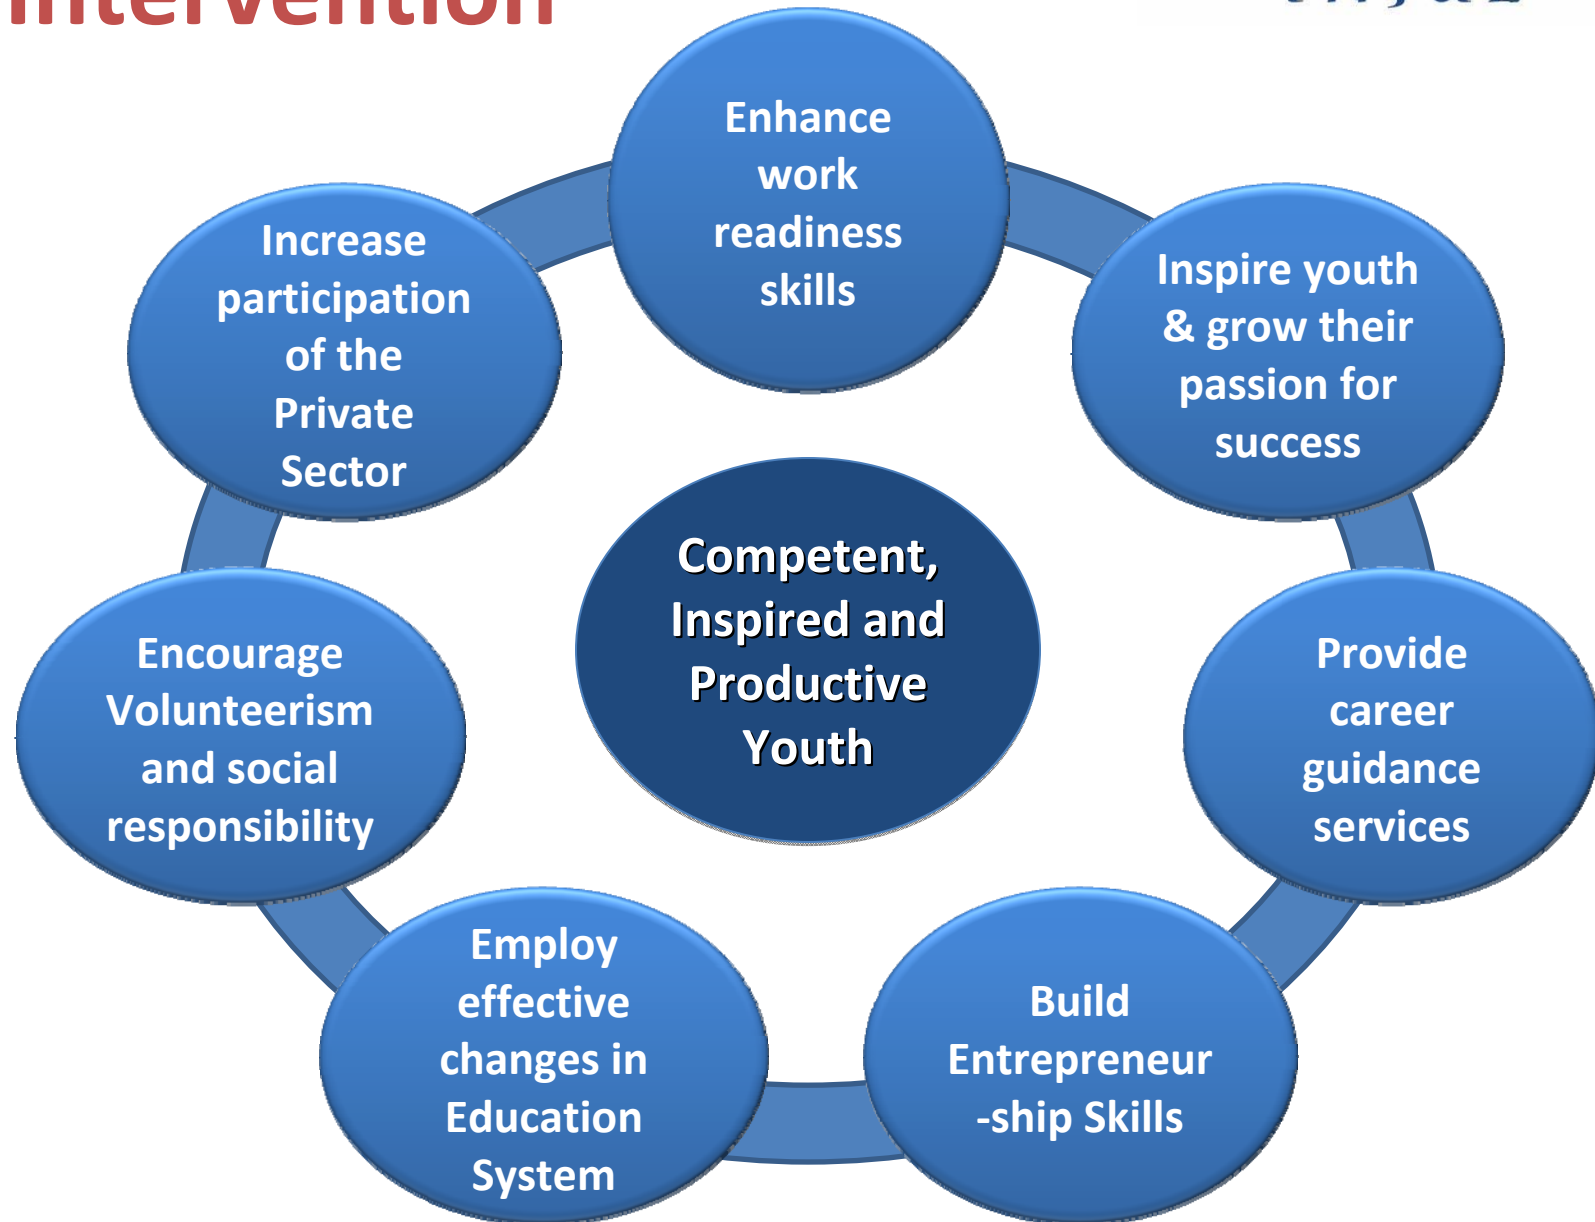 Intervention
Enhance
work
readiness
skills
Inspire youth
& grow their
passion for
success
Provide
career
guidance
services
Build
Entrepreneur
-ship Skills
Employ
effective
changes in
Education
System
Encourage
Volunteerism
and social
responsibility
Increase
participation
of the
Private
Sector
Competent,
Inspired and
Productive
Youth